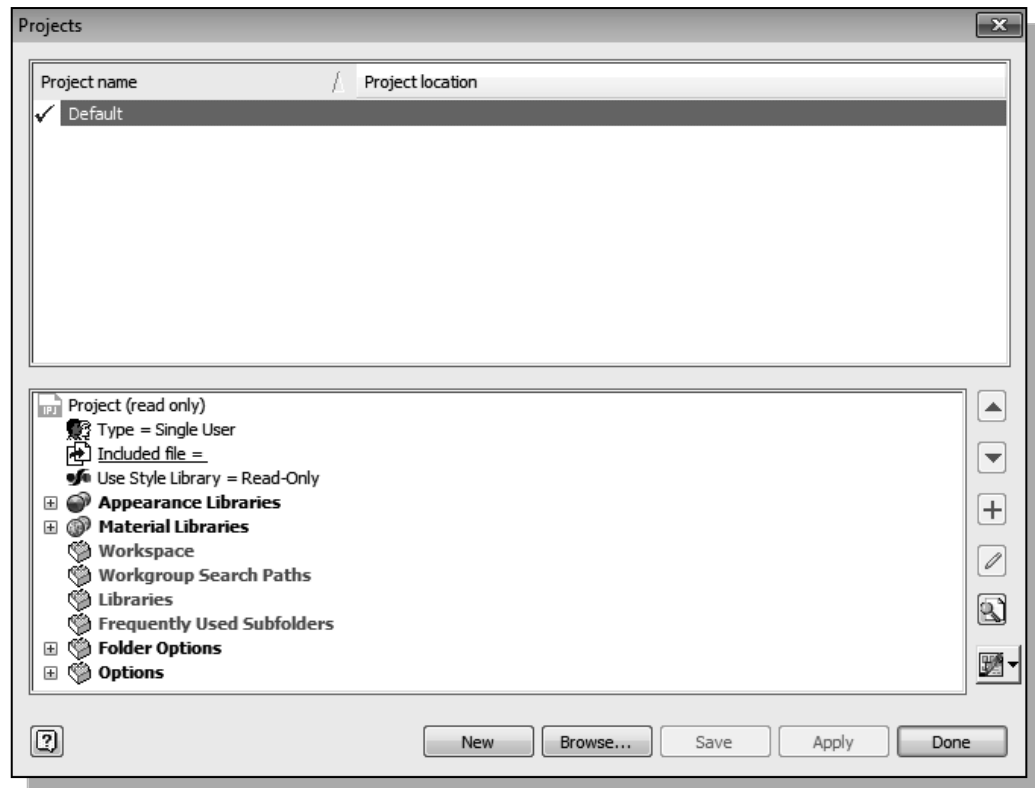 Projects
Project name / Project location
Default
IPJ Project (read only)
Type = Single User
Included file =
Use Style Library = Read-Only
Appearance Libraries
Material Libraries
Workspace
Workgroup Search Paths
Libraries
Frequently Used Subfolders
Folder Options
Options
New Browse... Save Apply Done